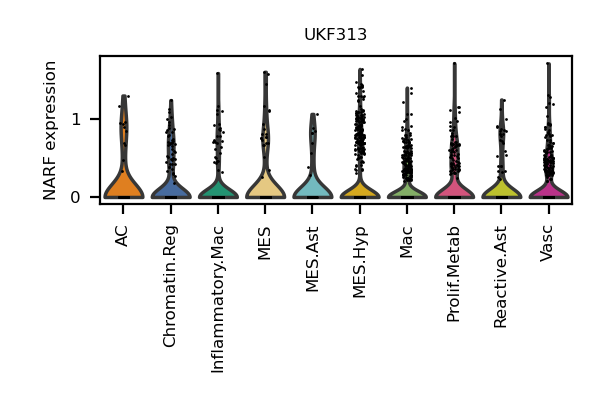 UKF313
NARF expression
1
0
AC
Chromatin.Reg
Inflammatory.Mac
MES
MES.Ast
MES.Hyp
Mac
Prolif.Metab
Reactive.Ast
Vasc